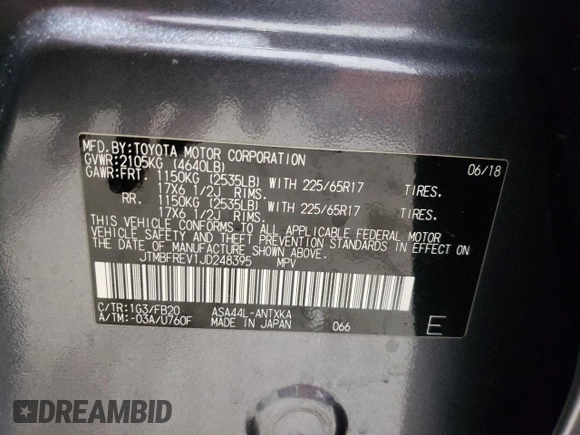 MFD.BY:TOYOTA MOTOR CORPORATION 06/18
GVWR:2105KG (4640LB)
GAWR:FRT. 1150KG (2535LB) WITH 225/65R17 TIRES.
17X6 1/2J RIMS.
RR. 1150KG (2535LB) WITH 225/65R17 TIRES.
17X6 1/2J RIMS.
THIS VEHICLE CONFORMS TO ALL APPLICABLE FEDERAL MOTOR
VEHICLE SAFETY AND THEFT PREVENTION STANDARDS IN EFFECT ON
THE DATE OF MANUFACTURE SHOWN ABOVE.
JTMBFREV1JD248395 MPV
C/TR:1G3/FB20 ASA44L-ANTXKA
A/TM:-03A/U760F MADE IN JAPAN 066 E
DREAMBID